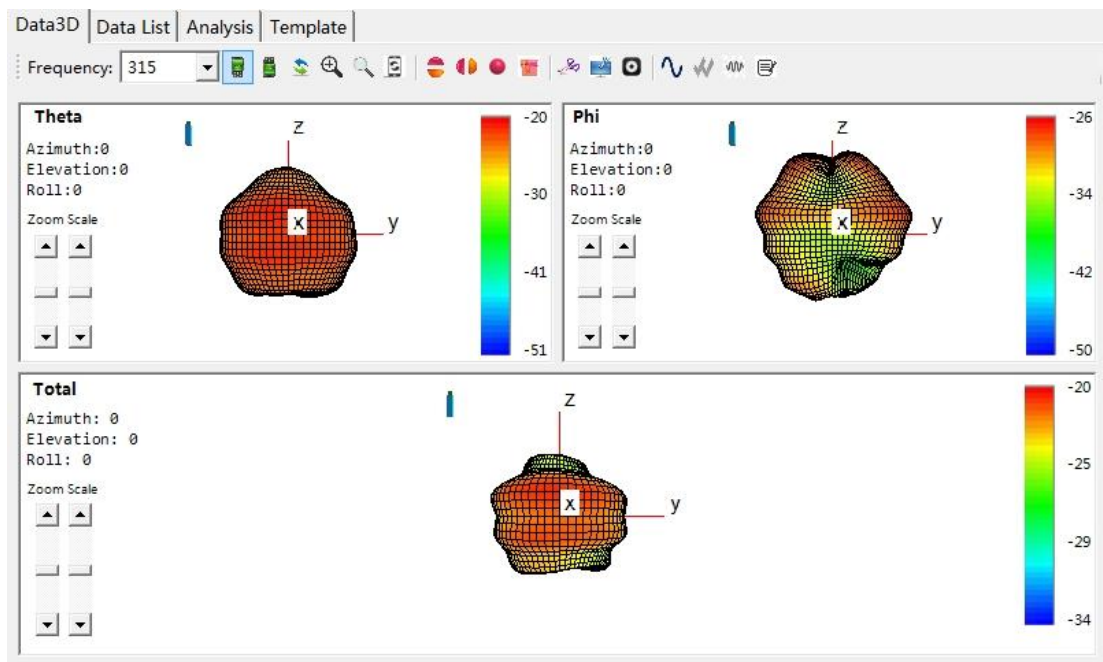 Data3D Data List Analysis Template
Frequency: 315
Theta
Azimuth:0
Elevation:0
Roll:0
Zoom Scale
z
x
y
-20
-30
-41
-51
Phi
Azimuth:0
Elevation:0
Roll:0
Zoom Scale
z
x
y
-26
-34
-42
-50
Total
Azimuth: 0
Elevation: 0
Roll: 0
Zoom Scale
z
x
y
-20
-25
-29
-34